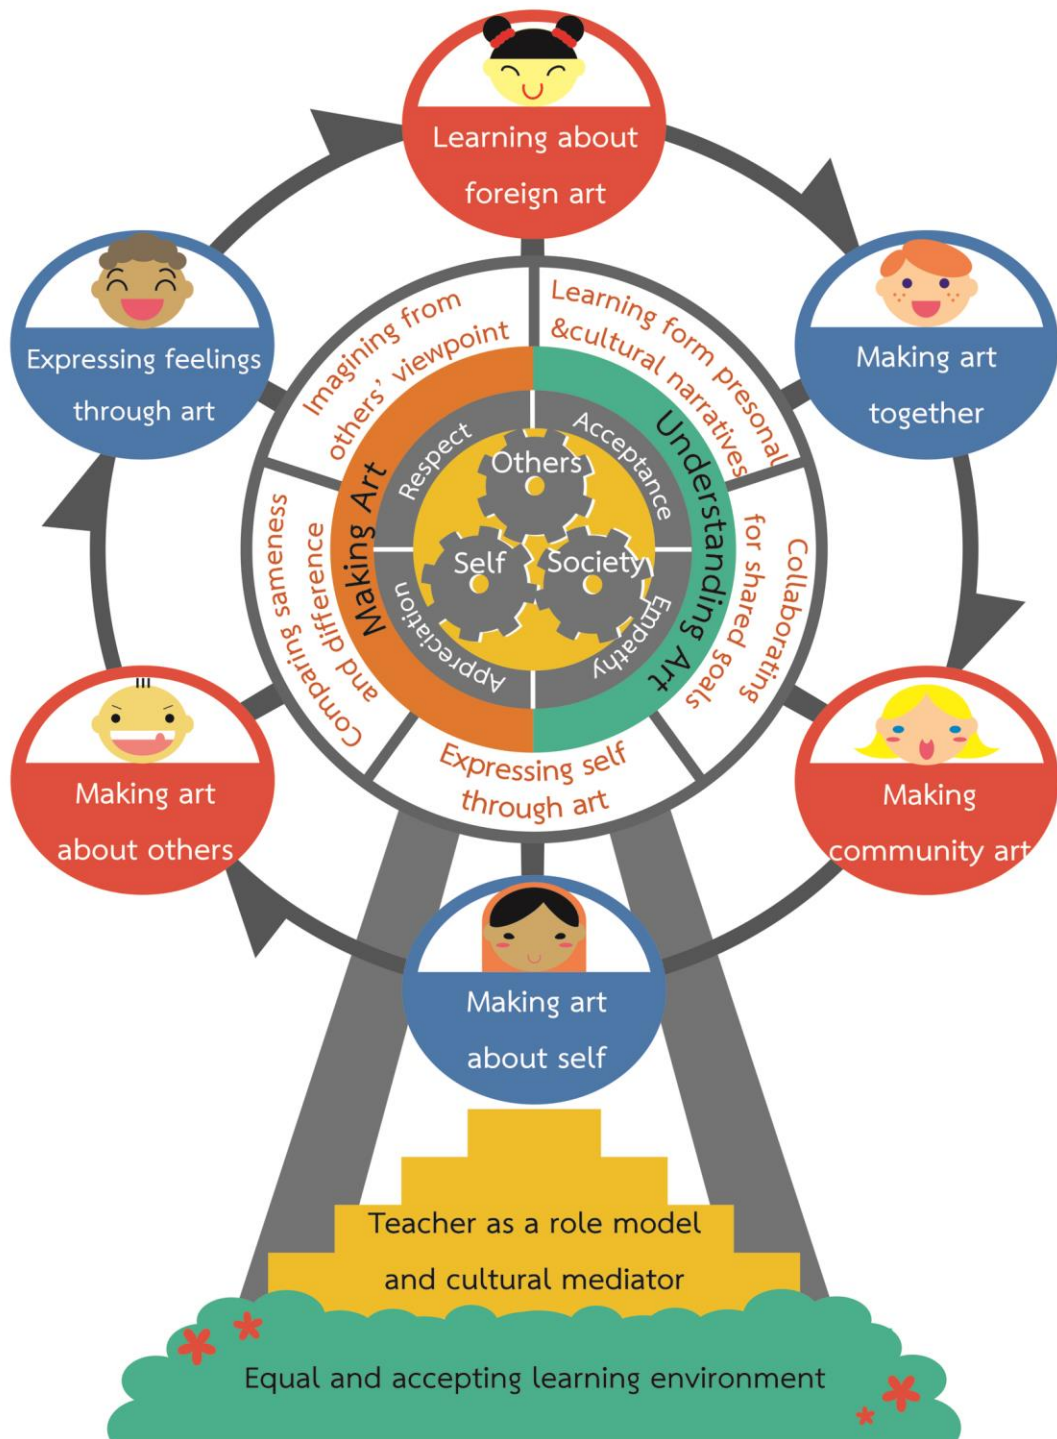 Learning about
foreign art
Expressing feelings
through art
Making art
together
Imagining from
others' viewpoint
Learning form presonal
&cultural narratives
Making Art
Understanding Art
Respect
Acceptance
Others
Self
Society
Appreciation
Empathy
Comparing sameness
and difference
Collaborating
for shared goals
Expressing self
through art
Making art
about others
Making
community art
Making art
about self
Teacher as a role model
and cultural mediator
Equal and accepting learning environment